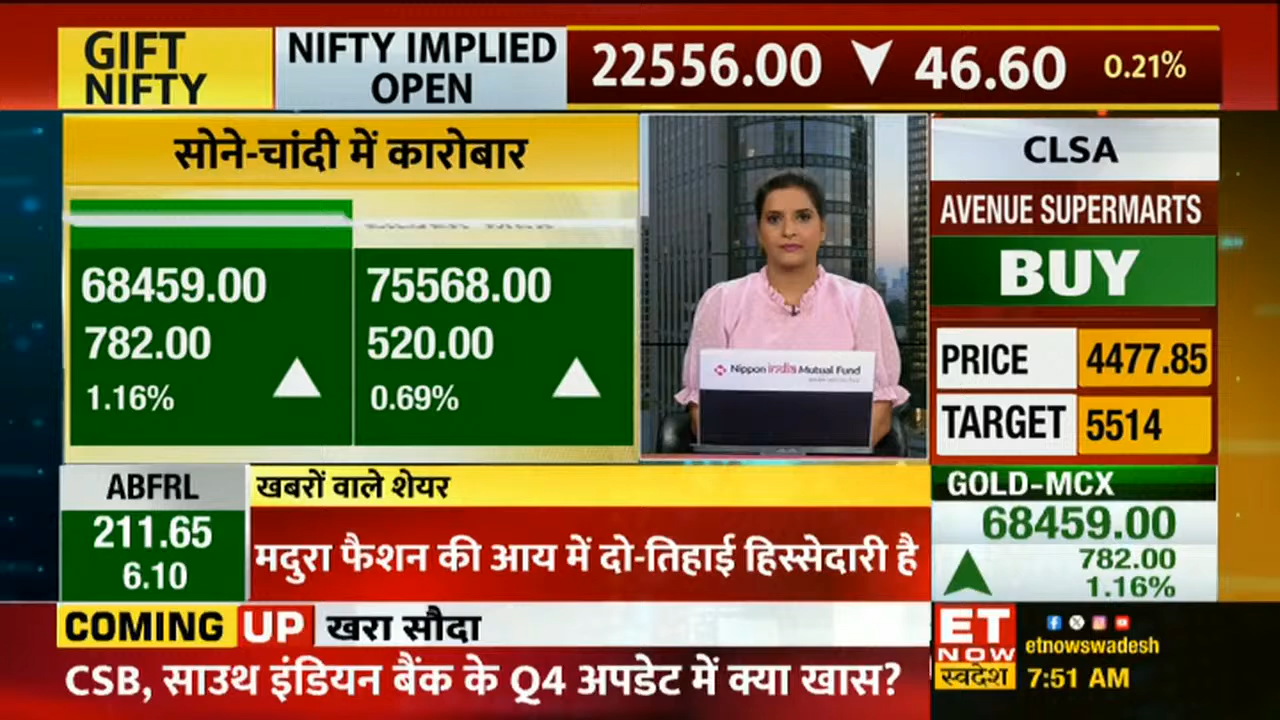 GIFT
NIFTY
NIFTY IMPLIED
OPEN
22556.00 46.60 0.21%
सोने-चांदी में कारोबार
68459.00
782.00
1.16%
75568.00
520.00
0.69%
Nippon india Mutual Fund
CLSA
AVENUE SUPERMARTS
BUY
PRICE 4477.85
TARGET 5514
ABFRL
211.65
6.10
खबरों वाले शेयर
मदुरा फैशन की आय में दो-तिहाई हिस्सेदारी है
GOLD-MCX
68459.00
782.00
1.16%
COMING UP खरा सौदा
CSB, साउथ इंडियन बैंक के Q4 अपडेट में क्या खास?
ET
NOW
स्वदेश
etnowswadesh
7:51 AM